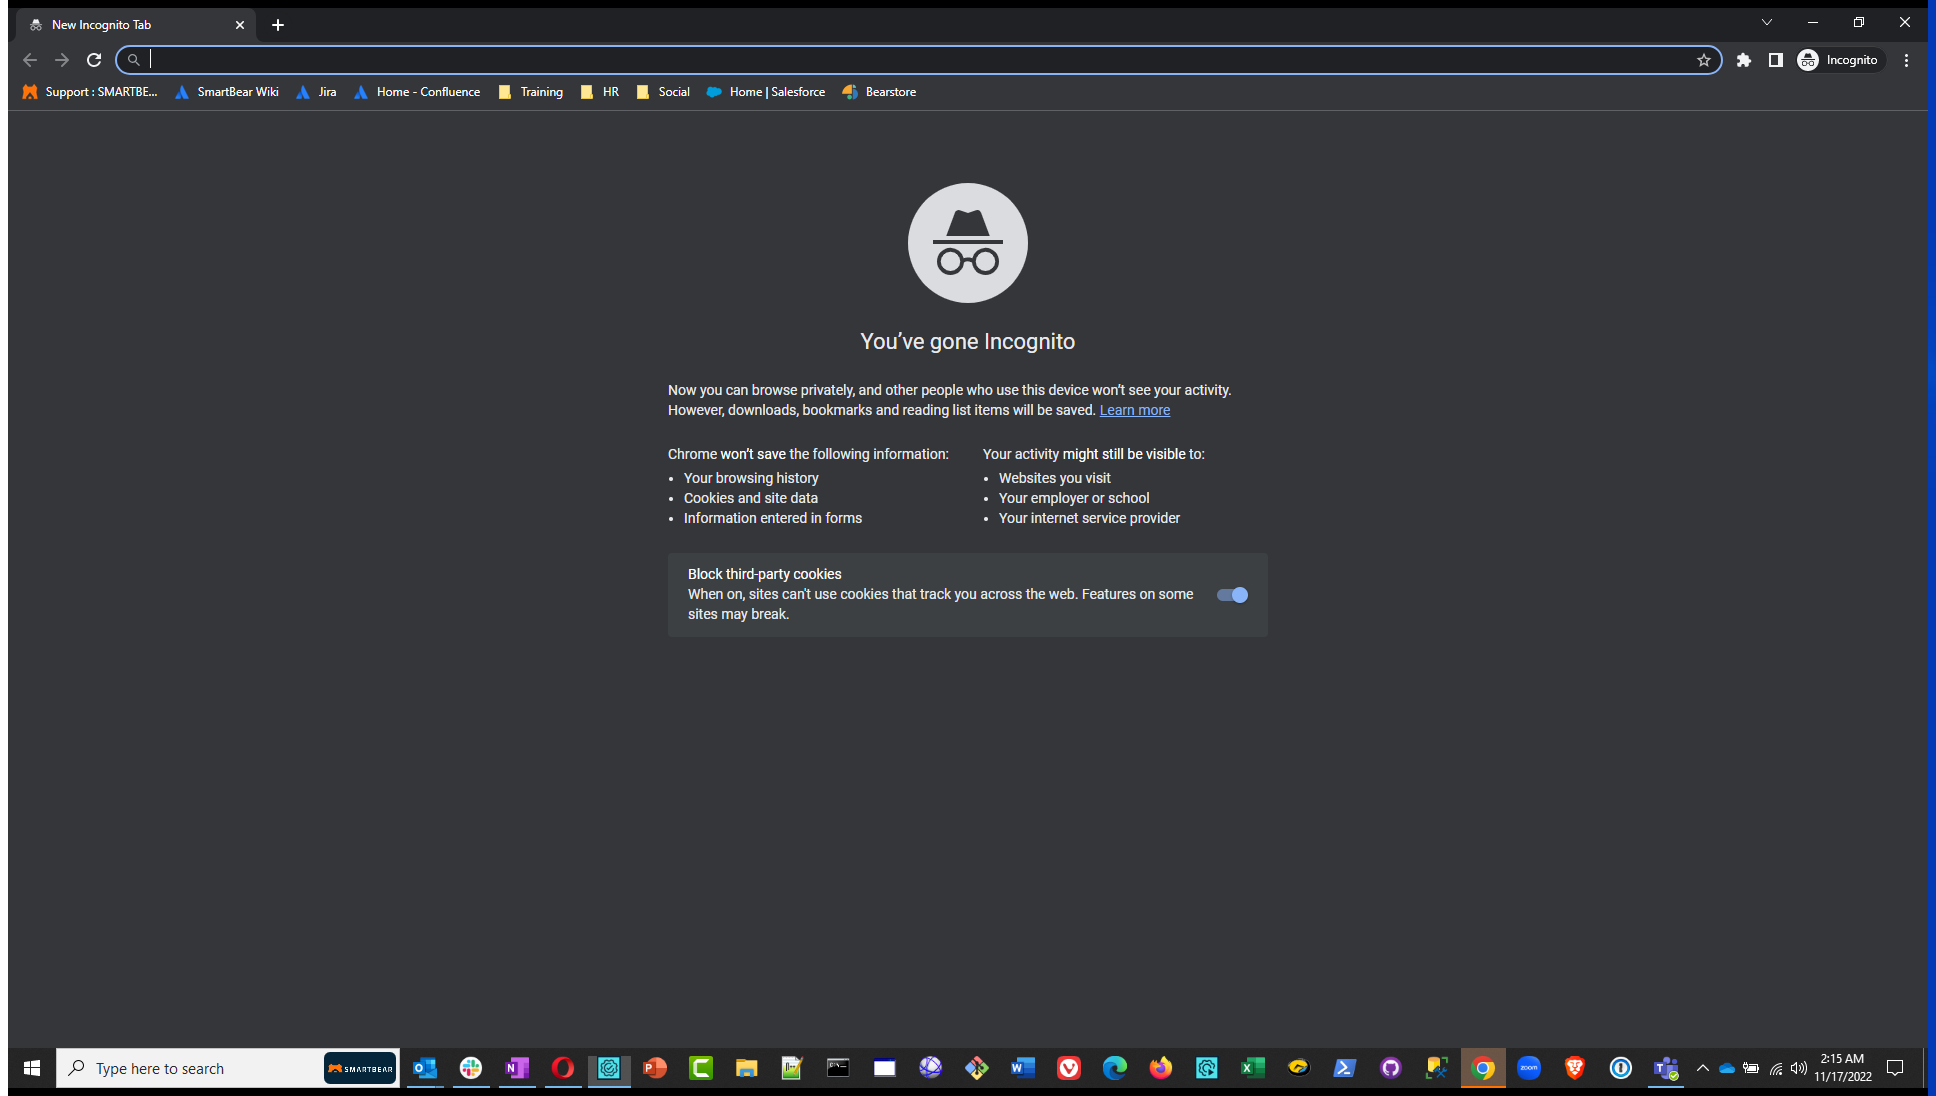 New Incognito Tab
Incognito
Support : SMARTBE... SmartBear Wiki Jira Home - Confluence Training HR Social Home | Salesforce Bearstore
You've gone Incognito
Now you can browse privately, and other people who use this device won't see your activity.
However, downloads, bookmarks and reading list items will be saved. Learn more
Chrome won't save the following information:
• Your browsing history
• Cookies and site data
• Information entered in forms
Your activity might still be visible to:
• Websites you visit
• Your employer or school
• Your internet service provider
Block third-party cookies
When on, sites can't use cookies that track you across the web. Features on some
sites may break.
Type here to search
SMARTBEAR
zoom
2:15 AM
11/17/2022